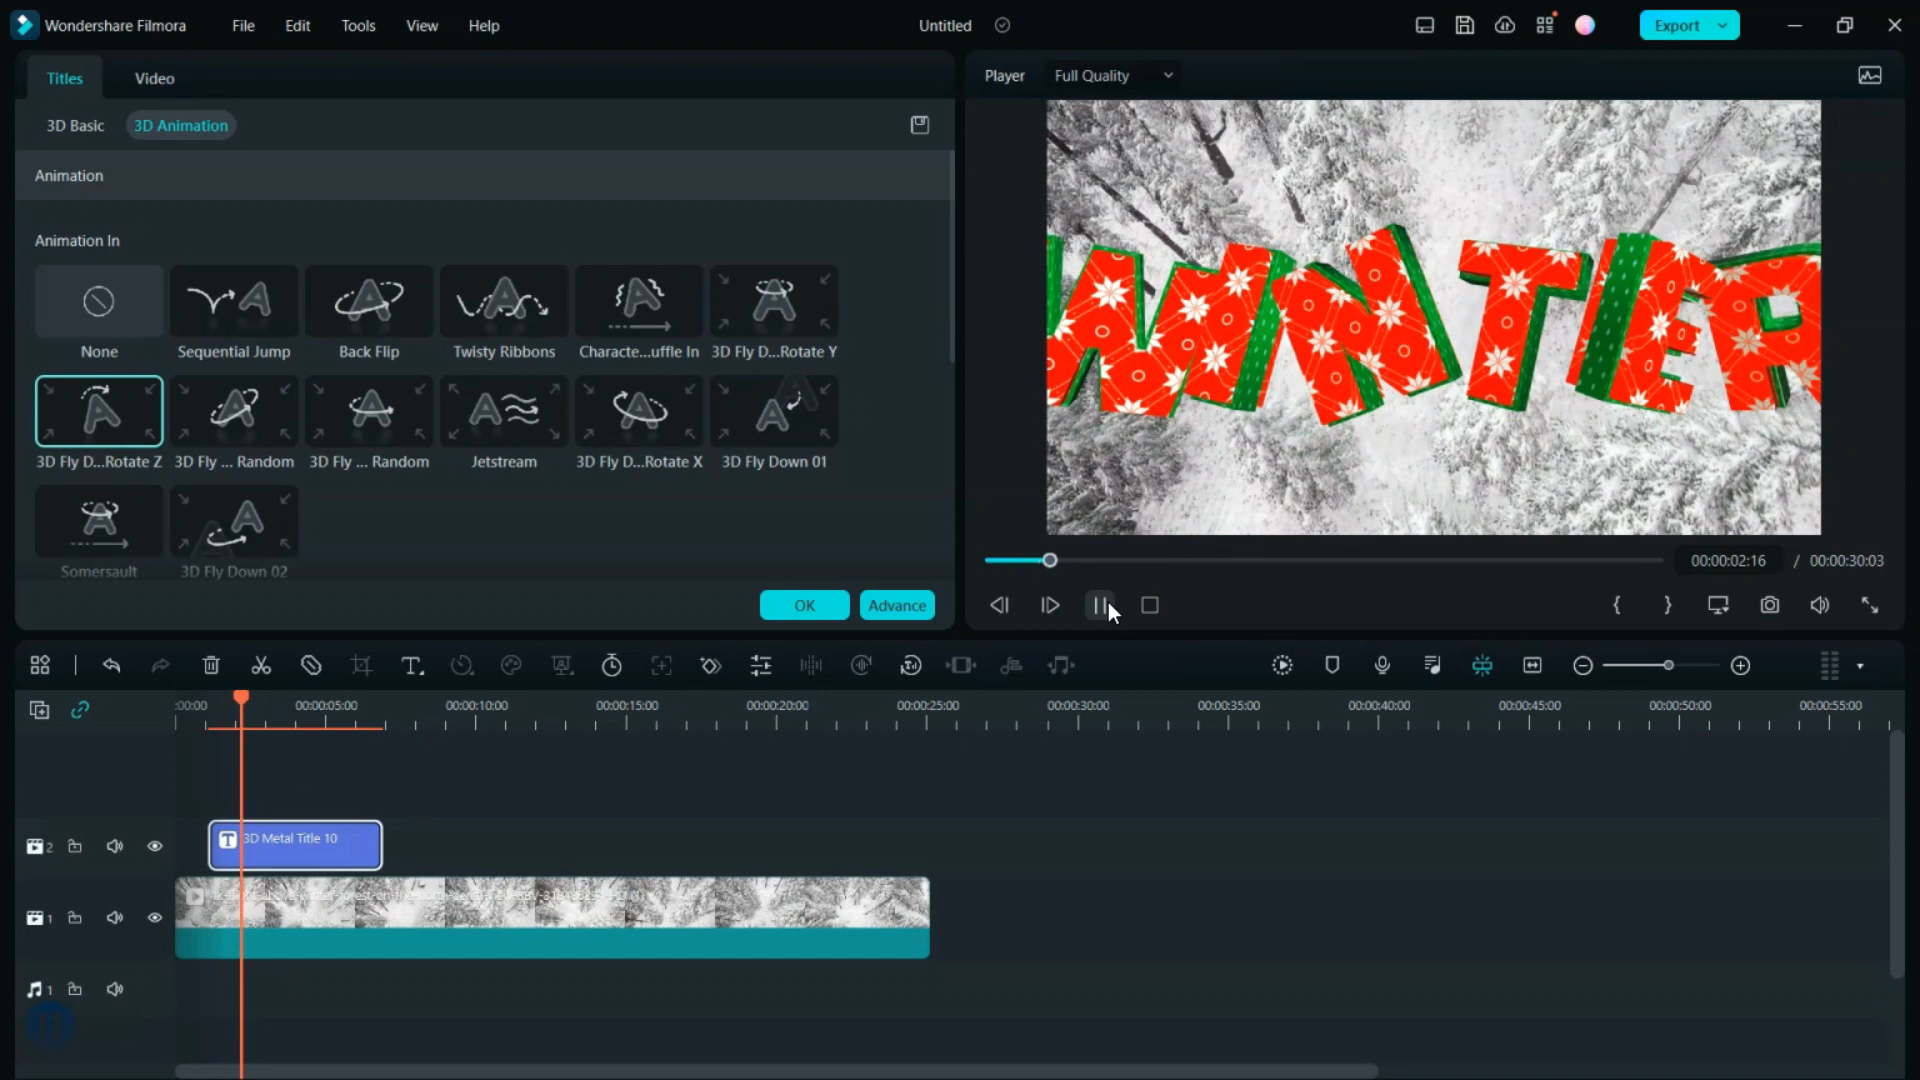 Wondershare Filmora File Edit Tools View Help
Untitled
Export
Titles Video
Player Full Quality
3D Basic 3D Animation
Animation
Animation In
None Sequential Jump Back Flip Twisty Ribbons Characte...uffle In 3D Fly D...Rotate Y
3D Fly D...Rotate Z 3D Fly ... Random 3D Fly ... Random Jetstream 3D Fly D...Rotate X 3D Fly Down 01
Somersault 3D Fly Down 02
OK Advance
WINTER
00:00:02:16 / 00:00:30:03
:00:00 00:00:05:00 00:00:10:00 00:00:15:00 00:00:20:00 00:00:25:00 00:00:30:00 00:00:35:00 00:00:40:00 00:00:45:00 00:00:50:00 00:00:55:00
2
3D Metal Title 10
1
1